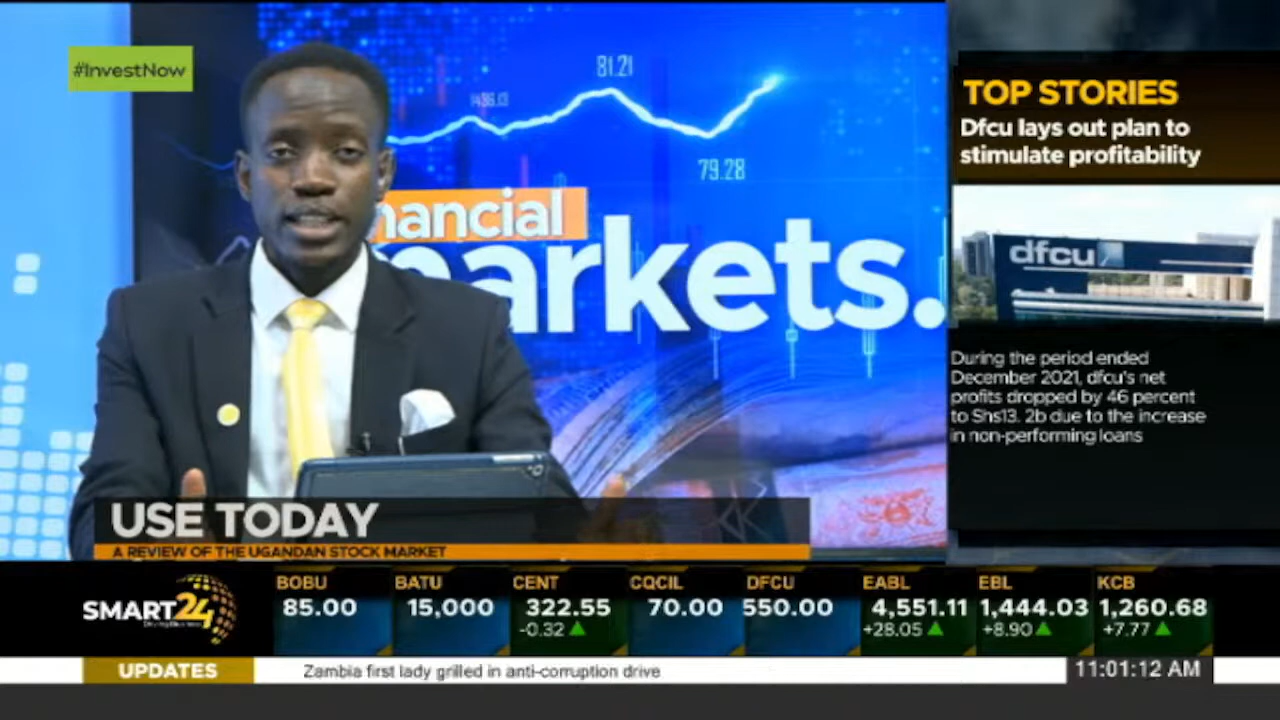 #InvestNow
81.21
1436.13
79.28
nancial
arkets.
TOP STORIES
Dfcu lays out plan to
stimulate profitability
dfcu
During the period ended
December 2021, dfcu's net
profits dropped by 46 percent
to Shs13. 2b due to the increase
in non-performing loans
USE TODAY
A REVIEW OF THE UGANDAN STOCK MARKET
SMART24
BOBU BATU CENT CQCIL DFCU EABL EBL KCB
85.00 15,000 322.55 70.00 550.00 4,551.11 1,444.03 1,260.68
-0.32 +28.05 +8.90 +7.77
UPDATES Zambia first lady grilled in anti-corruption drive 11:01:12 AM